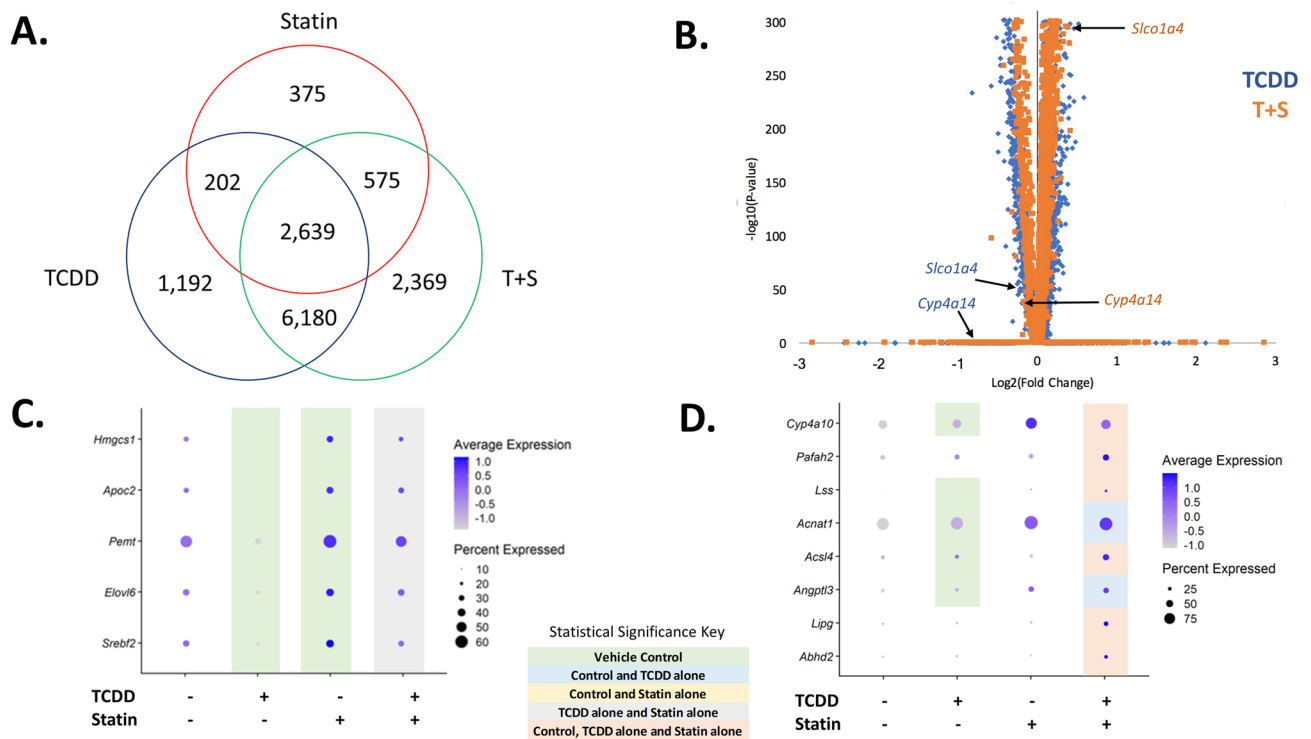 A.
Statin
375
202
575
2,639
TCDD
1,192
2,369
T+S
6,180
B.
300
250
200
150
100
50
0
-log10(P-value)
-3
-2
-1
0
1
2
3
Log2(Fold Change)
Slco1a4
TCDD
T+S
Slco1a4
Cyp4a14
Cyp4a14
C.
Hmgcs1
Apoc2
Pemt
Elovl6
Srebf2
Average Expression
1.0
0.5
0.0
-0.5
-1.0
Percent Expressed
10
20
30
40
50
60
TCDD - + - +
Statin - - + +
Statistical Significance Key
Vehicle Control
Control and TCDD alone
Control and Statin alone
TCDD alone and Statin alone
Control, TCDD alone and Statin alone
D.
Cyp4a10
Pafah2
Lss
Acnat1
Acsl4
Angptl3
Lipg
Abhd2
Average Expression
1.0
0.5
0.0
-0.5
-1.0
Percent Expressed
25
50
75
TCDD - + - +
Statin - - + +